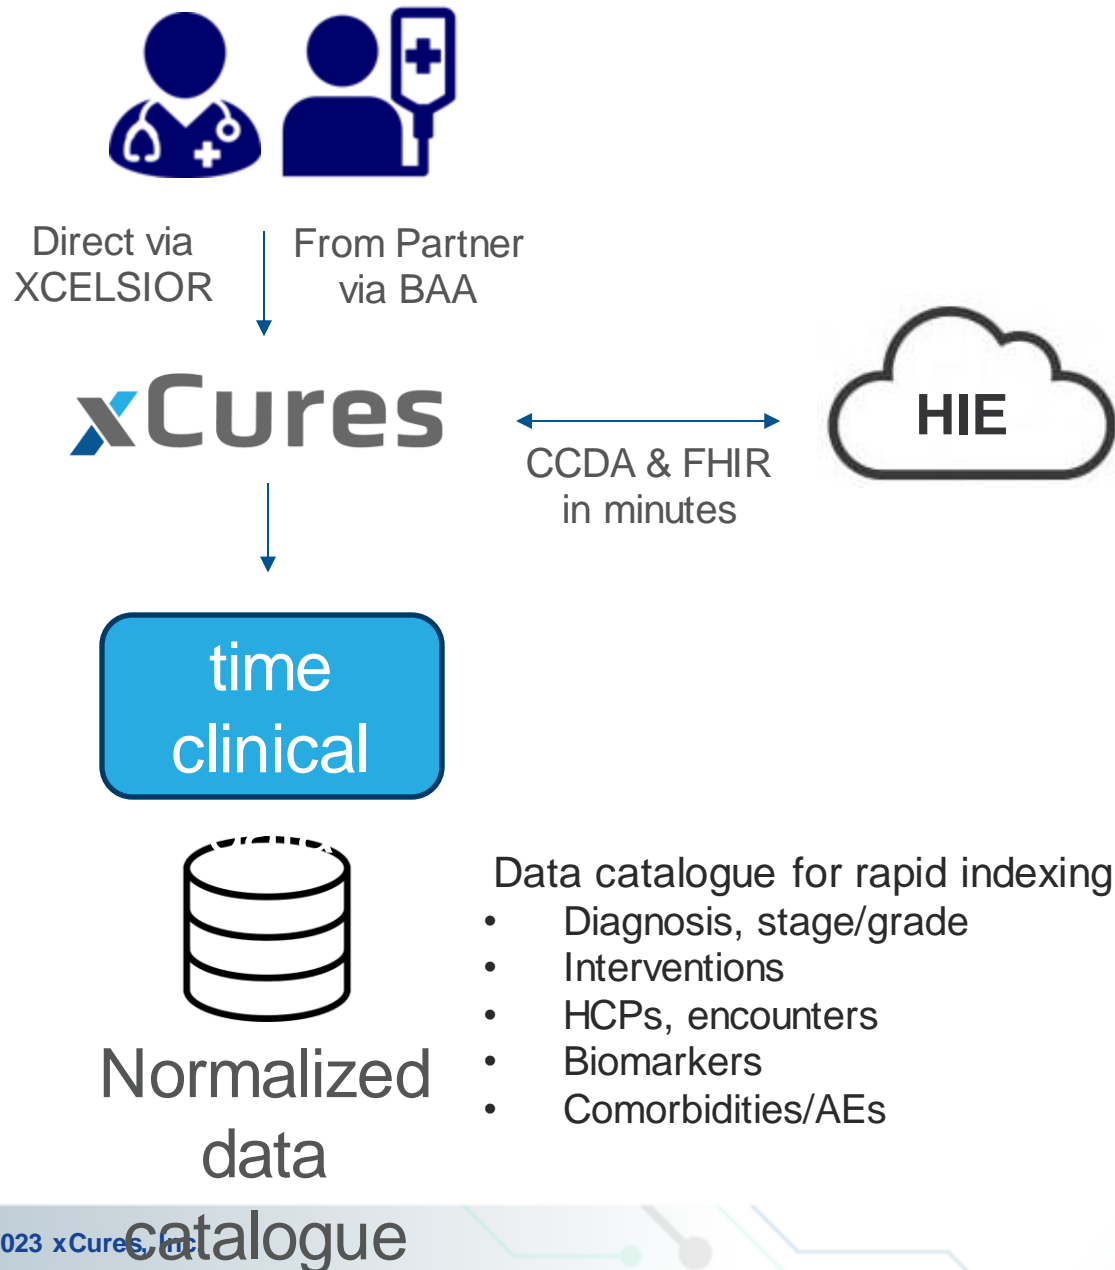 Direct via
XCELSIOR
From Partner
via BAA
xCures
HIE
CCDA & FHIR
in minutes
time
clinical
Data catalogue for rapid indexing
• Diagnosis, stage/grade
• Interventions
• HCPs, encounters
• Biomarkers
• Comorbidities/AEs
Normalized
data
catalogue
023 xCures, Inc